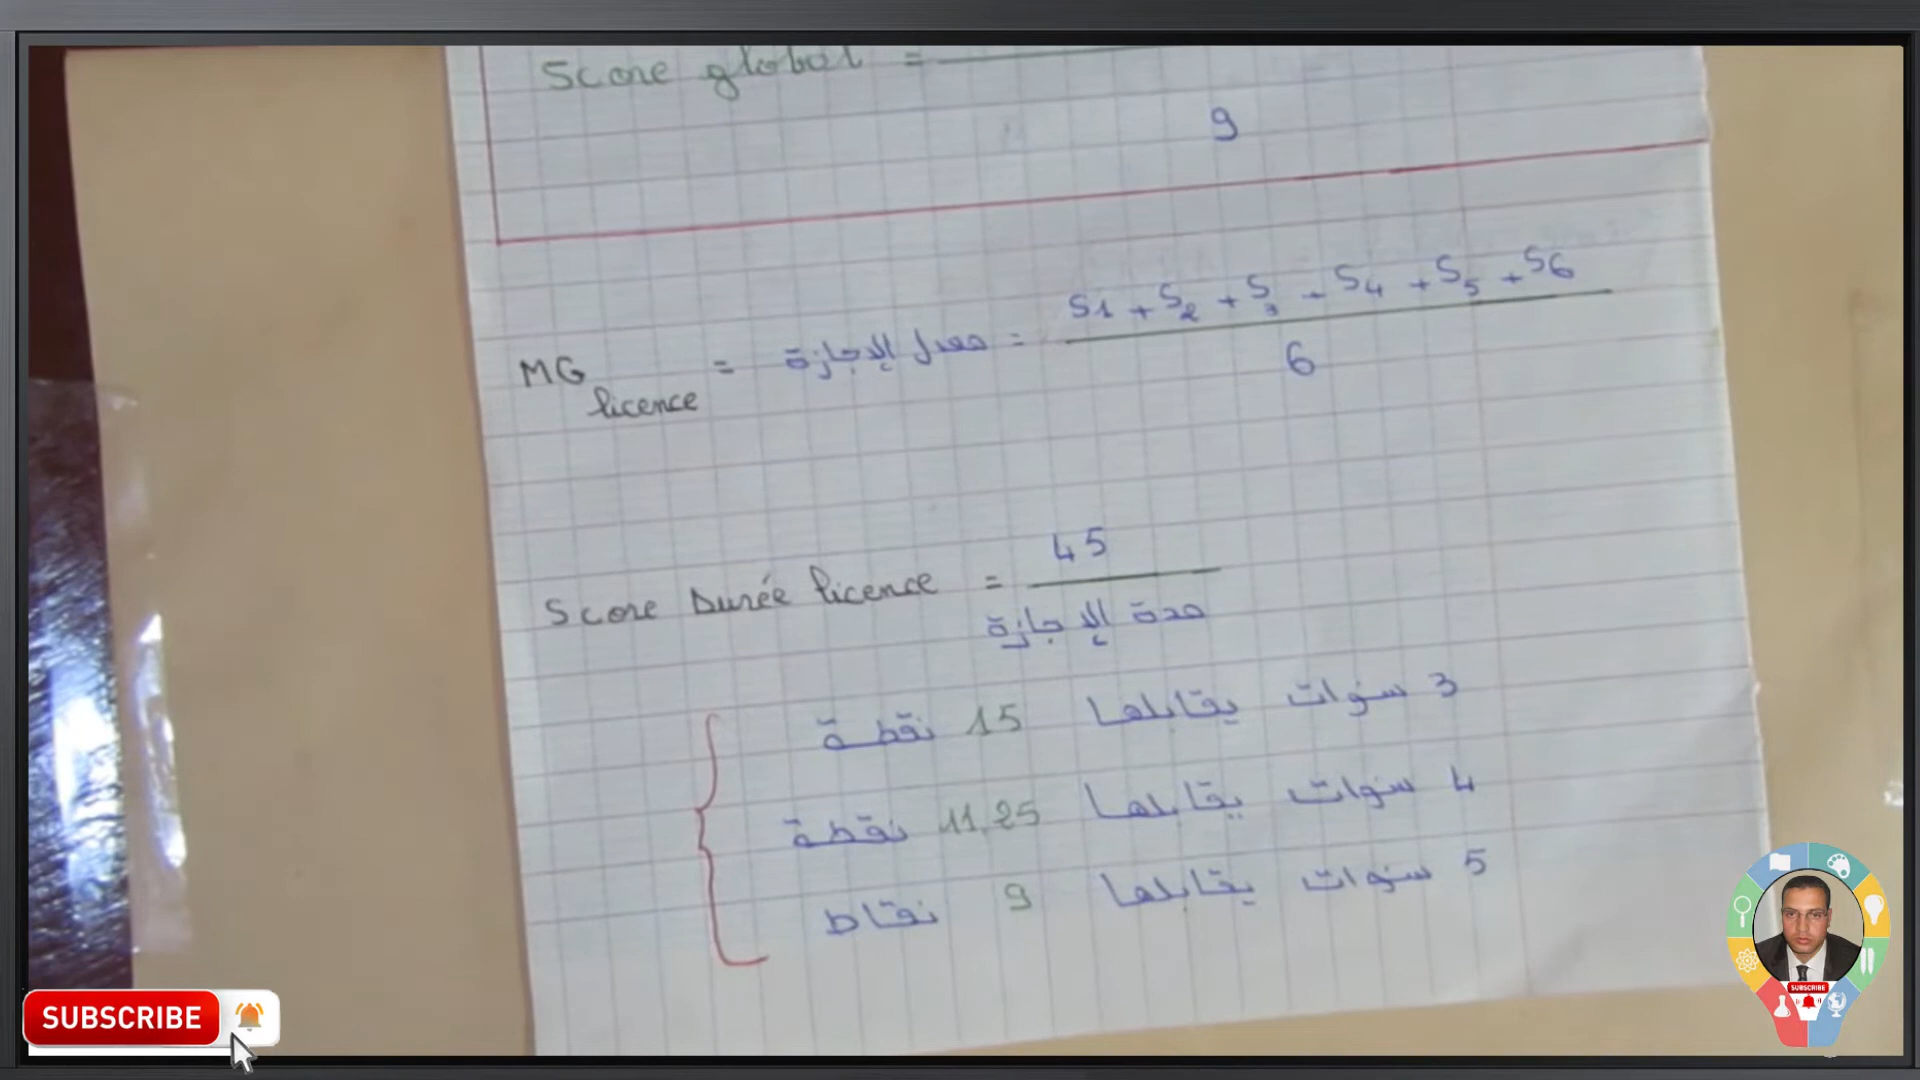 Score global =
9
MG licence = معدل الإجازة = S1 + S2 + S3 + S4 + S5 + S6
6
Score Durée licence = 45
مدة الإجازة
3 سنوات يقابلها 15 نقطة
4 سنوات يقابلها 11,25 نقطة
5 سنوات يقابلها 9 نقاط
SUBSCRIBE
SUBSCRIBE